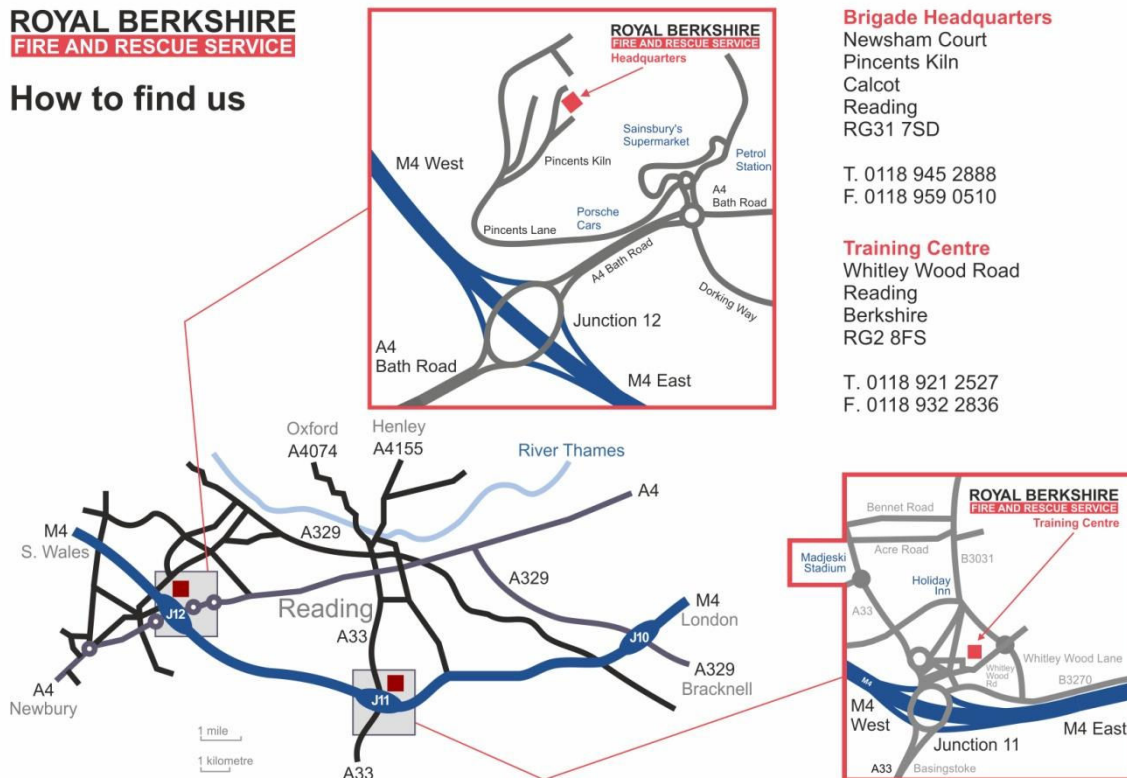 ROYAL BERKSHIRE
FIRE AND RESCUE SERVICE
How to find us
ROYAL BERKSHIRE
FIRE AND RESCUE SERVICE
Headquarters
M4 West
Sainsbury's
Supermarket
Petrol
Station
Pincents Kiln
A4
Bath Road
Porsche
Cars
Pincents Lane
A4 Bath Road
Dorking Way
Junction 12
A4
Bath Road
M4 East
Brigade Headquarters
Newsham Court
Pincents Kiln
Calcot
Reading
RG31 7SD
T. 0118 945 2888
F. 0118 959 0510
Training Centre
Whitley Wood Road
Reading
Berkshire
RG2 8FS
T. 0118 921 2527
F. 0118 932 2836
Oxford
A4074
Henley
A4155
River Thames
A4
M4
S. Wales
A329
A329
J12
Reading
M4
London
A33
J10
A329
Bracknell
J11
A4
Newbury
1 mile
1 kilometre
A33
ROYAL BERKSHIRE
FIRE AND RESCUE SERVICE
Training Centre
Bennet Road
Acre Road
B3031
Madjeski
Stadium
Holiday
Inn
A33
Whitley
Wood
Rd
Whitley Wood Lane
B3270
M4
M4
West
M4 East
Junction 11
A33
Basingstoke